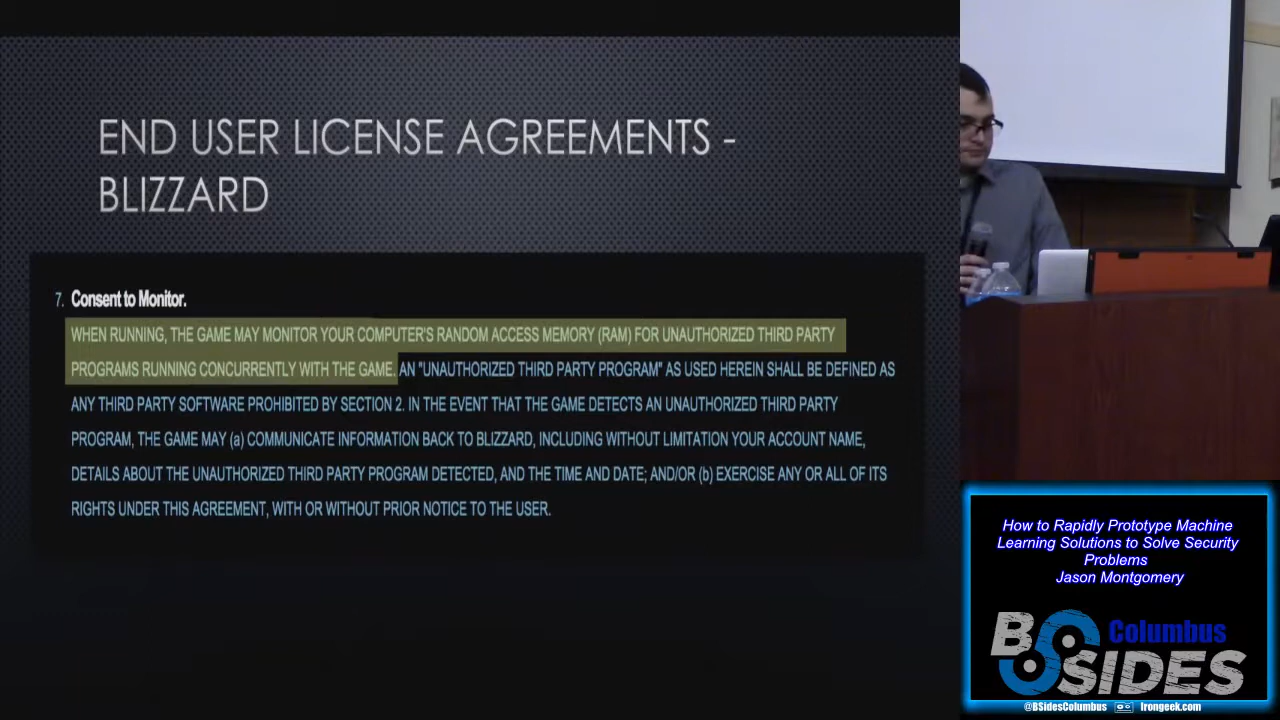 END USER LICENSE AGREEMENTS -
BLIZZARD
7. Consent to Monitor.
WHEN RUNNING, THE GAME MAY MONITOR YOUR COMPUTER'S RANDOM ACCESS MEMORY (RAM) FOR UNAUTHORIZED THIRD PARTY
PROGRAMS RUNNING CONCURRENTLY WITH THE GAME. AN "UNAUTHORIZED THIRD PARTY PROGRAM" AS USED HEREIN SHALL BE DEFINED AS
ANY THIRD PARTY SOFTWARE PROHIBITED BY SECTION 2. IN THE EVENT THAT THE GAME DETECTS AN UNAUTHORIZED THIRD PARTY
PROGRAM, THE GAME MAY (a) COMMUNICATE INFORMATION BACK TO BLIZZARD, INCLUDING WITHOUT LIMITATION YOUR ACCOUNT NAME,
DETAILS ABOUT THE UNAUTHORIZED THIRD PARTY PROGRAM DETECTED, AND THE TIME AND DATE; AND/OR (b) EXERCISE ANY OR ALL OF ITS
RIGHTS UNDER THIS AGREEMENT, WITH OR WITHOUT PRIOR NOTICE TO THE USER.
How to Rapidly Prototype Machine
Learning Solutions to Solve Security
Problems
Jason Montgomery
BSIDES Columbus
@BSidesColumbus Irongeek.com